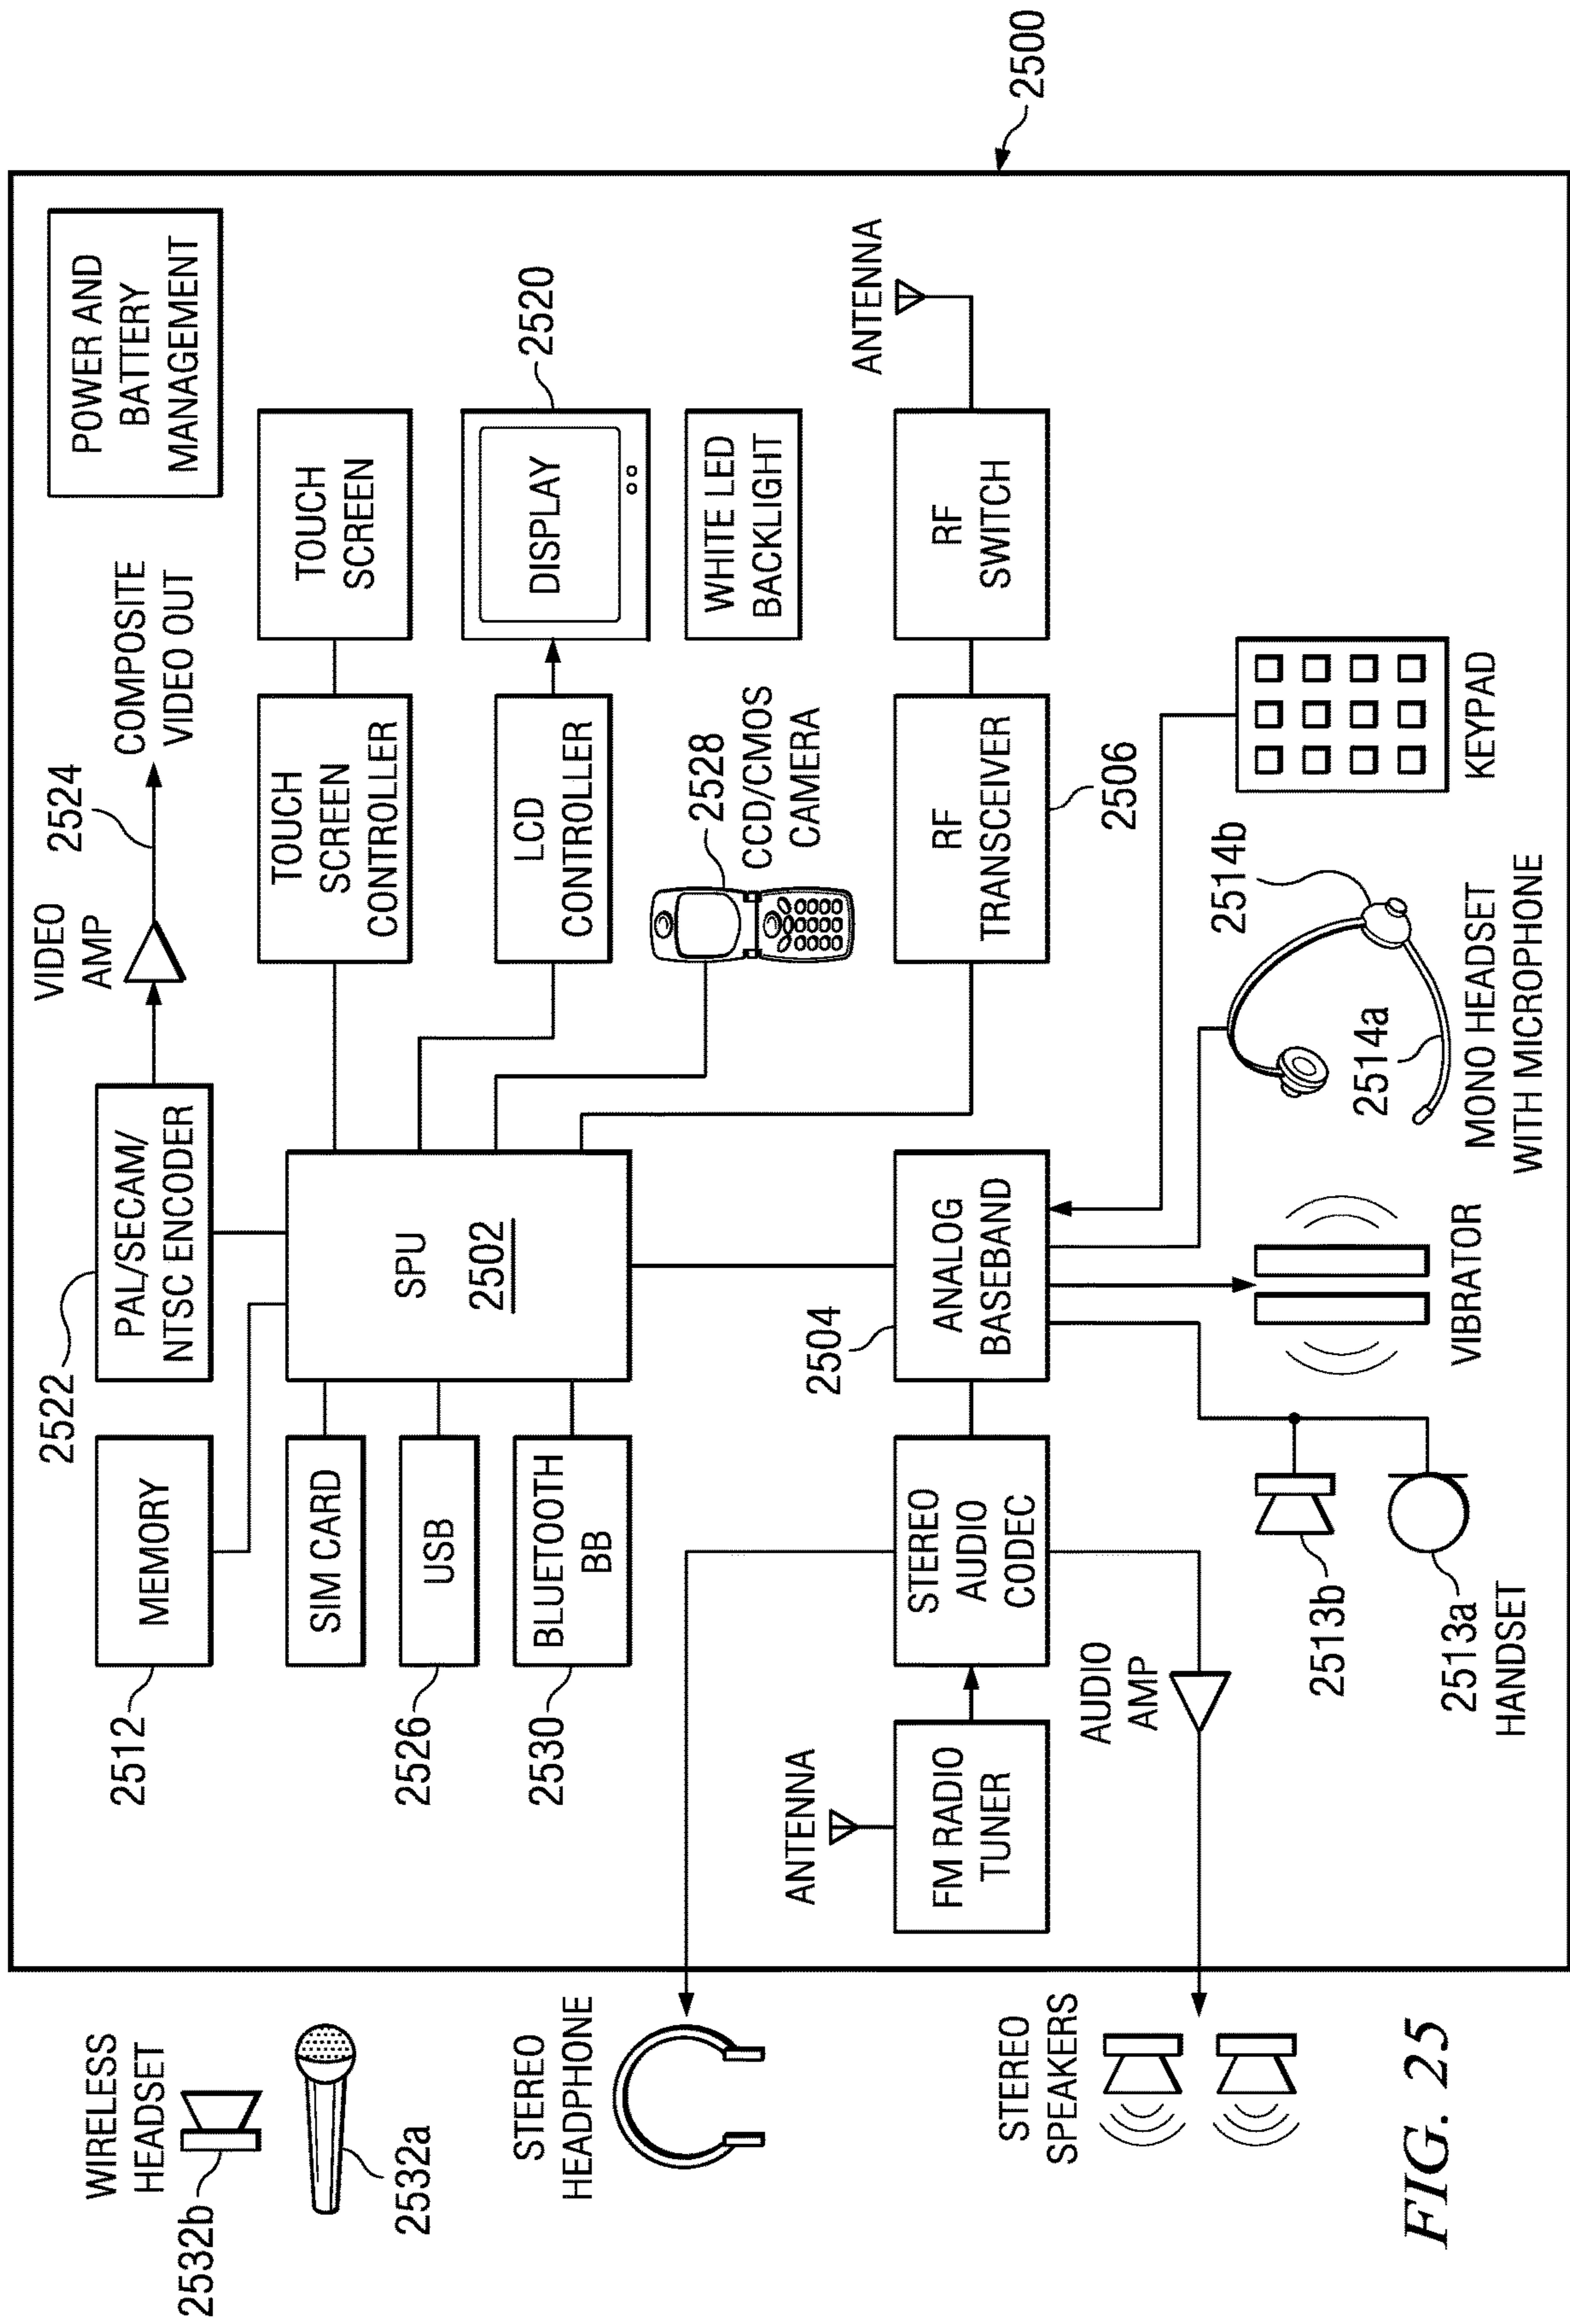 WIRELESS
HEADSET
2532b
2532a
STEREO
HEADPHONE
STEREO
SPEAKERS
2512
MEMORY
2522
PAL/SECAM/
NTSC ENCODER
VIDEO
AMP
2524
COMPOSITE
VIDEO OUT
POWER AND
BATTERY
MANAGEMENT
SIM CARD
2526
USB
2530
BLUETOOTH
BB
SPU
2502
TOUCH
SCREEN
CONTROLLER
TOUCH
SCREEN
LCD
CONTROLLER
DISPLAY
2520
2528
CCD/CMOS
CAMERA
WHITE LED
BACKLIGHT
ANTENNA
FM RADIO
TUNER
STEREO
AUDIO
CODEC
2504
ANALOG
BASEBAND
RF
TRANSCEIVER
2506
RF
SWITCH
ANTENNA
2500
AUDIO
AMP
2513b
2513a
HANDSET
VIBRATOR
2514b
2514a
MONO HEADSET
WITH MICROPHONE
KEYPAD
FIG. 25